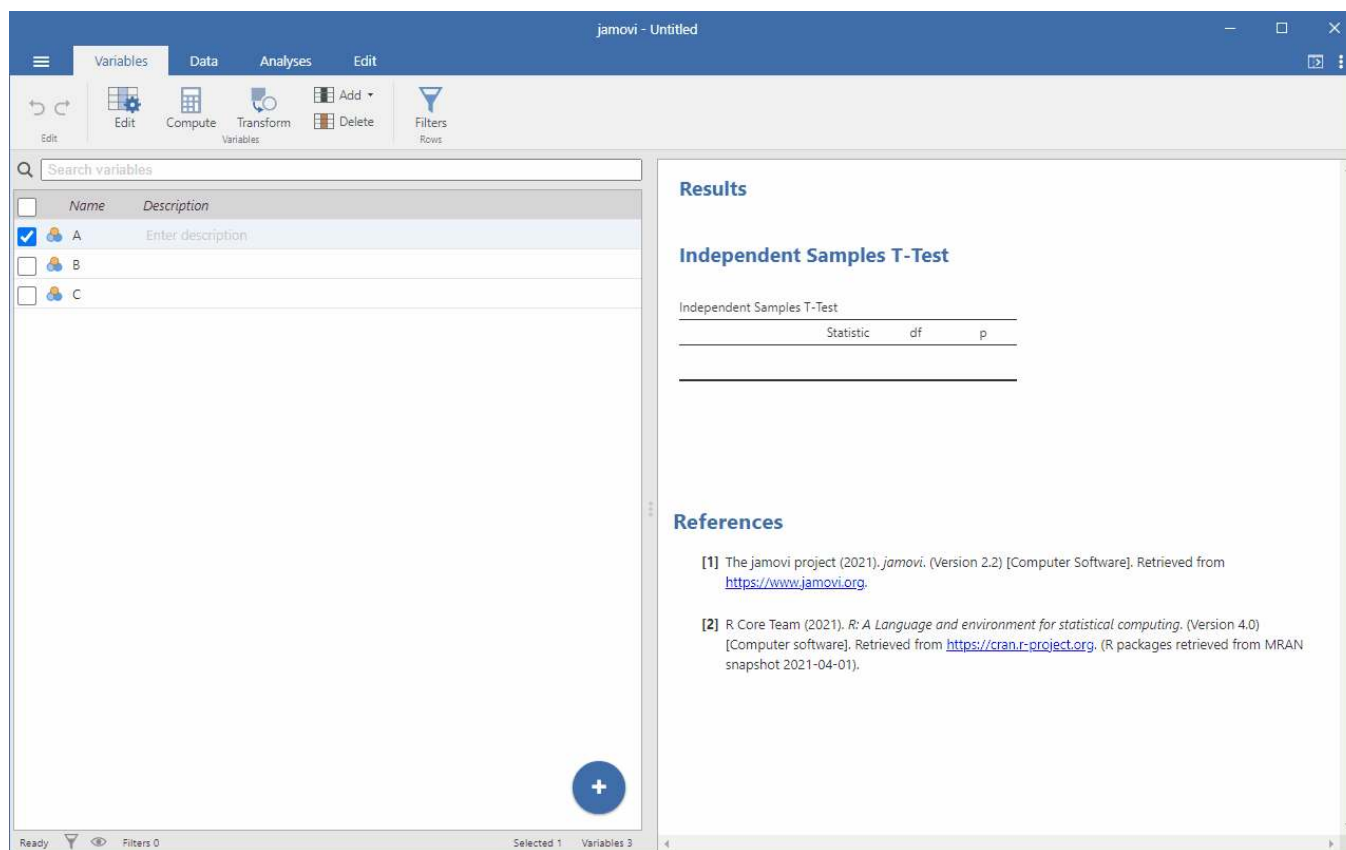 jamovi - Untitled
Variables Data Analyses Edit
Edit Compute Transform Add Delete Filters
Edit Variables Rows
Search variables
Name Description
A Enter description
B
C
Ready Filters 0 Selected 1 Variables 3
Results
Independent Samples T-Test
Independent Samples T-Test
Statistic df p
References
[1] The jamovi project (2021). jamovi. (Version 2.2) [Computer Software]. Retrieved from
https://www.jamovi.org.
[2] R Core Team (2021). R: A Language and environment for statistical computing. (Version 4.0)
[Computer software]. Retrieved from https://cran.r-project.org. (R packages retrieved from MRAN
snapshot 2021-04-01).